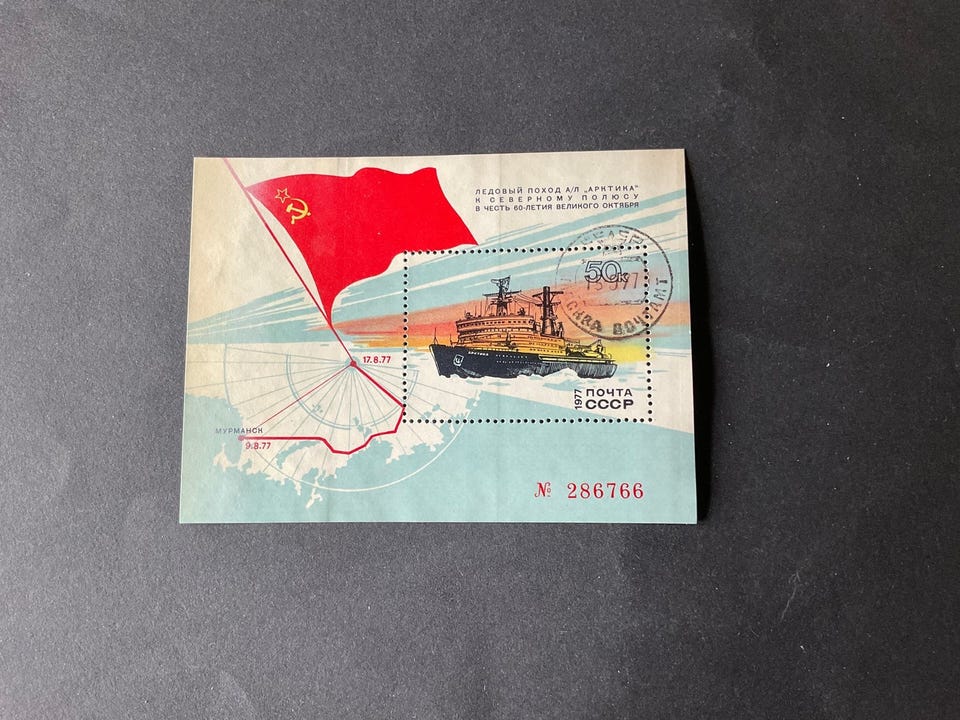 ЛЕДОВЫЙ ПОХОД А/Л „АРКТИКА"
К СЕВЕРНОМУ ПОЛЮСУ
В ЧЕСТЬ 60-ЛЕТИЯ ВЕЛИКОГО ОКТЯБРЯ
50к
17.8.77
АРКТИКА
1977
ПОЧТА
СССР
МУРМАНСК
9.8.77
№ 286766